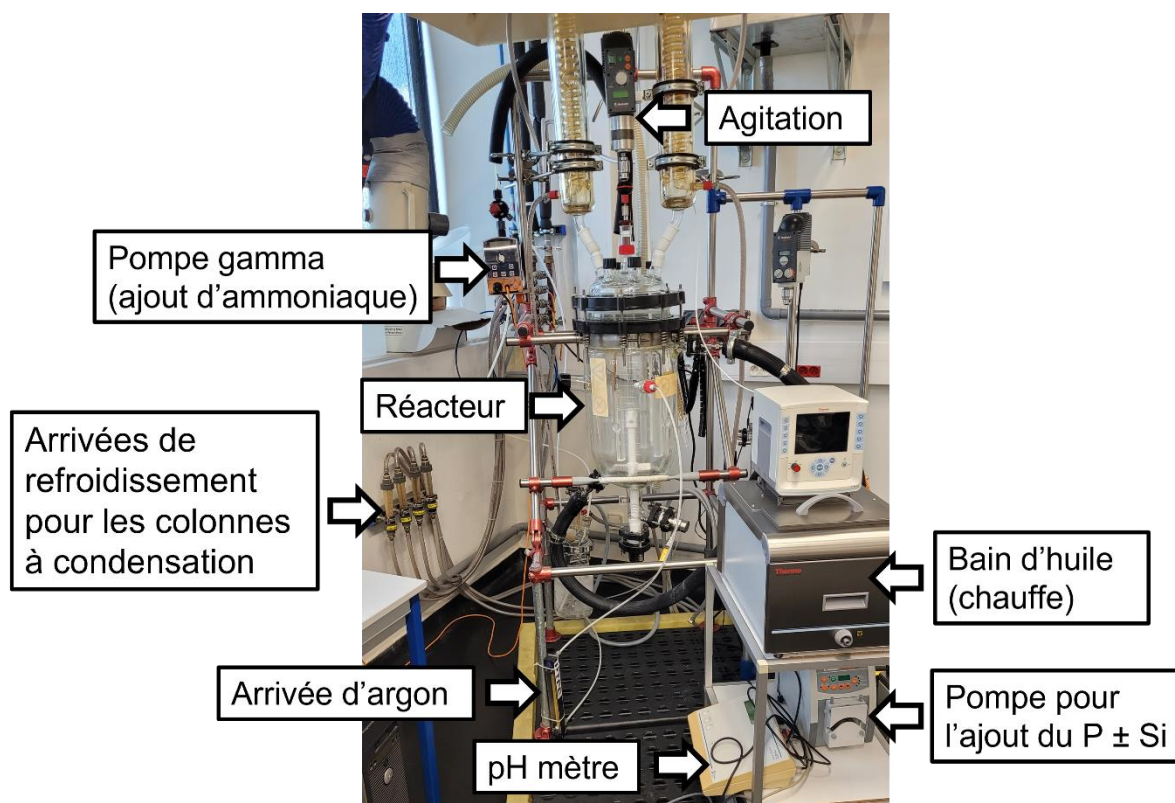 Agitation
Pompe gamma
(ajout d'ammoniaque)
Réacteur
Arrivées de
refroidissement
pour les colonnes
à condensation
Bain d'huile
(chauffe)
Thermo
Arrivée d'argon
Pompe pour
l'ajout du P ± Si
pH mètre